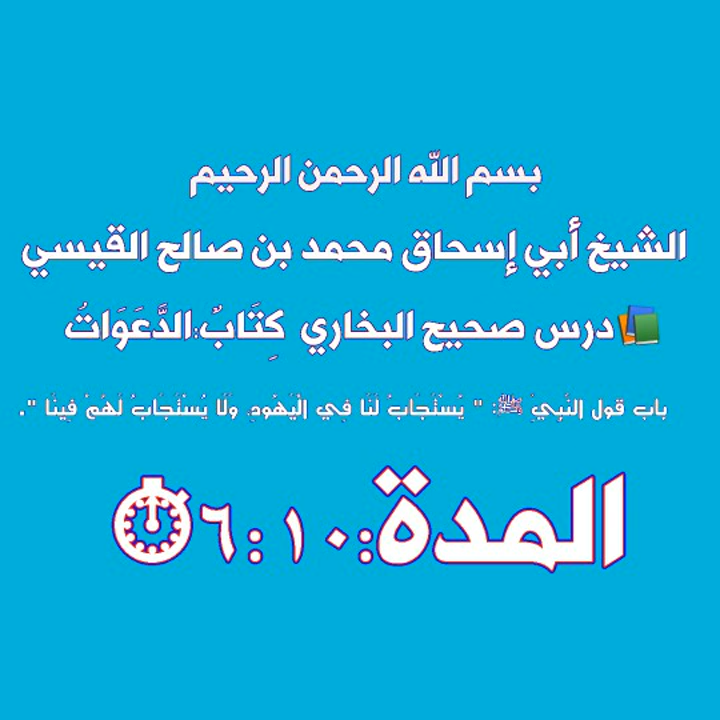 بسم الله الرحمن الرحيم
الشيخ أبي إسحاق محمد بن صالح القيسي
📚درس صحيح البخاري كِتَابٌ:الدَّعَوَاتُ
باب قول النَّبِيِّ ﷺ: " يُسْتَجَابُ لَنَا فِي الْيَهُودِ، وَلَا يُسْتَجَابُ لَهُمْ فِينَا ".
المدة:١٠ :٦⏱